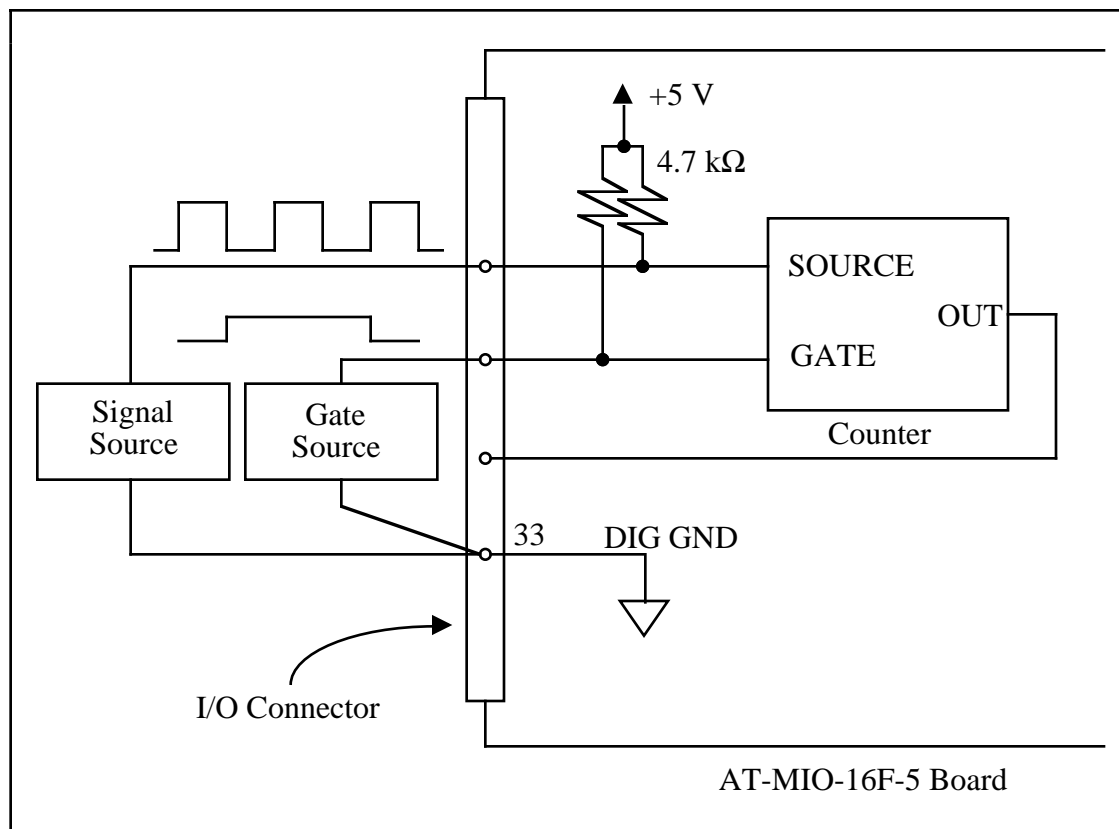 +5 V
4.7 kΩ
SOURCE
OUT
GATE
Signal
Source
Gate
Source
Counter
33
DIG GND
I/O Connector
AT-MIO-16F-5 Board